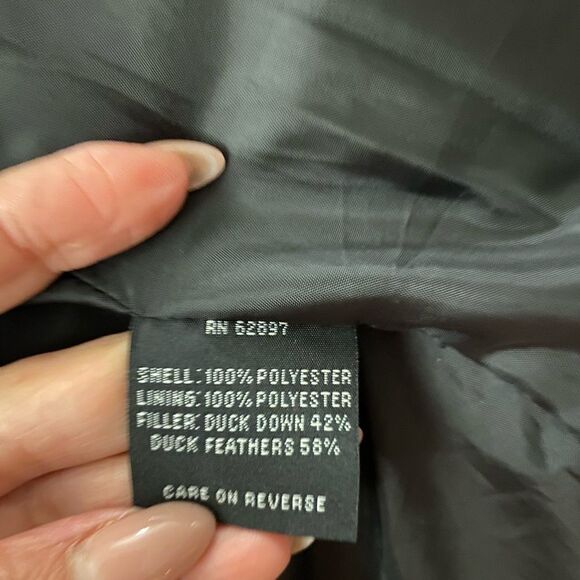 RN 62897
SHELL: 100% POLYESTER
LINING: 100% POLYESTER
FILLER: DUCK DOWN 42%
DUCK FEATHERS 58%
CARE ON REVERSE